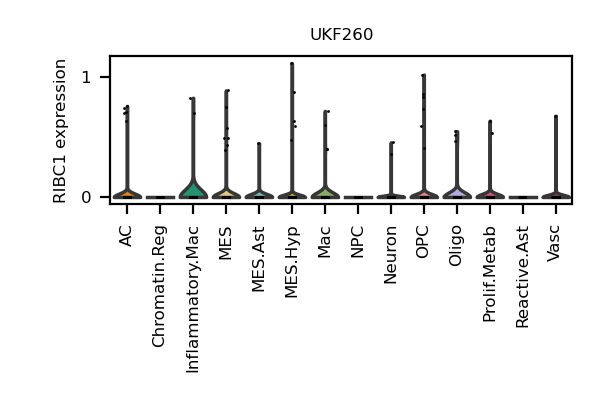 UKF260
RIBC1 expression
1
0
AC
Chromatin.Reg
Inflammatory.Mac
MES
MES.Ast
MES.Hyp
Mac
NPC
Neuron
OPC
Oligo
Prolif.Metab
Reactive.Ast
Vasc